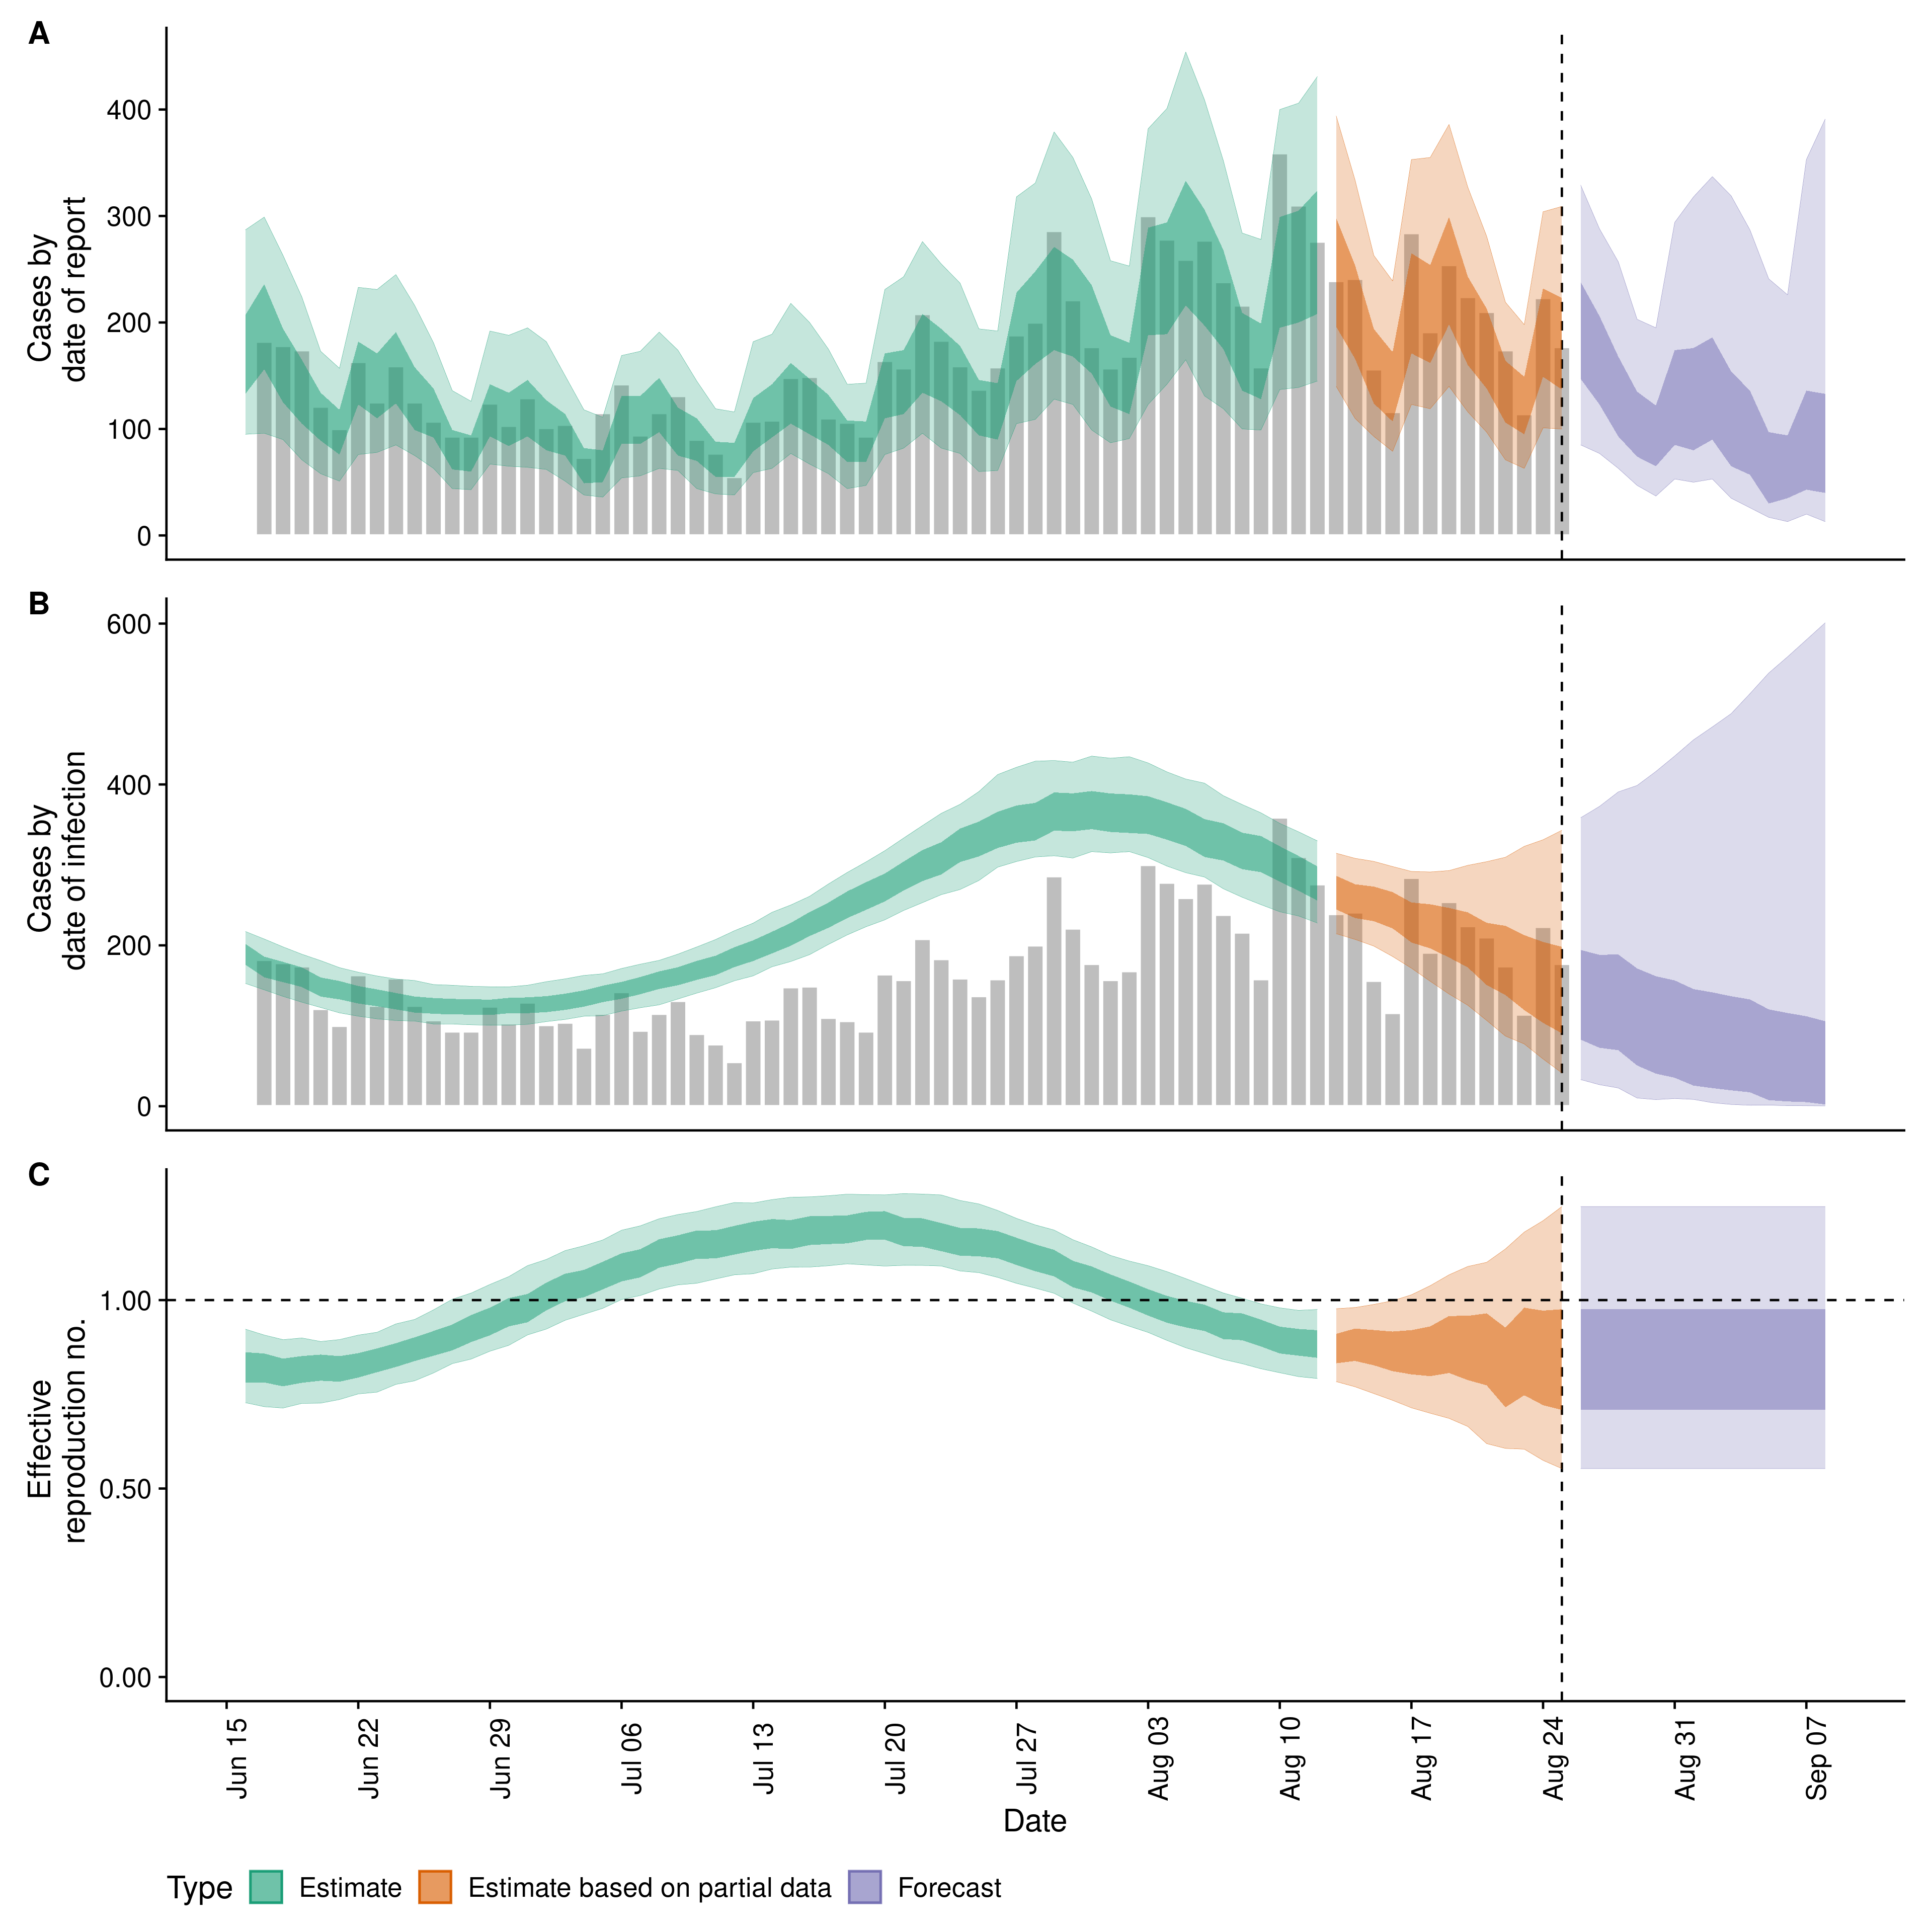 A
Cases by
date of report
400
300
200
100
0
B
Cases by
date of infection
600
400
200
0
C
Effective
reproduction no.
1.00
0.50
0.00
Jun 15
Jun 22
Jun 29
Jul 06
Jul 13
Jul 20
Jul 27
Aug 03
Aug 10
Aug 17
Aug 24
Aug 31
Sep 07
Date
Type Estimate Estimate based on partial data Forecast